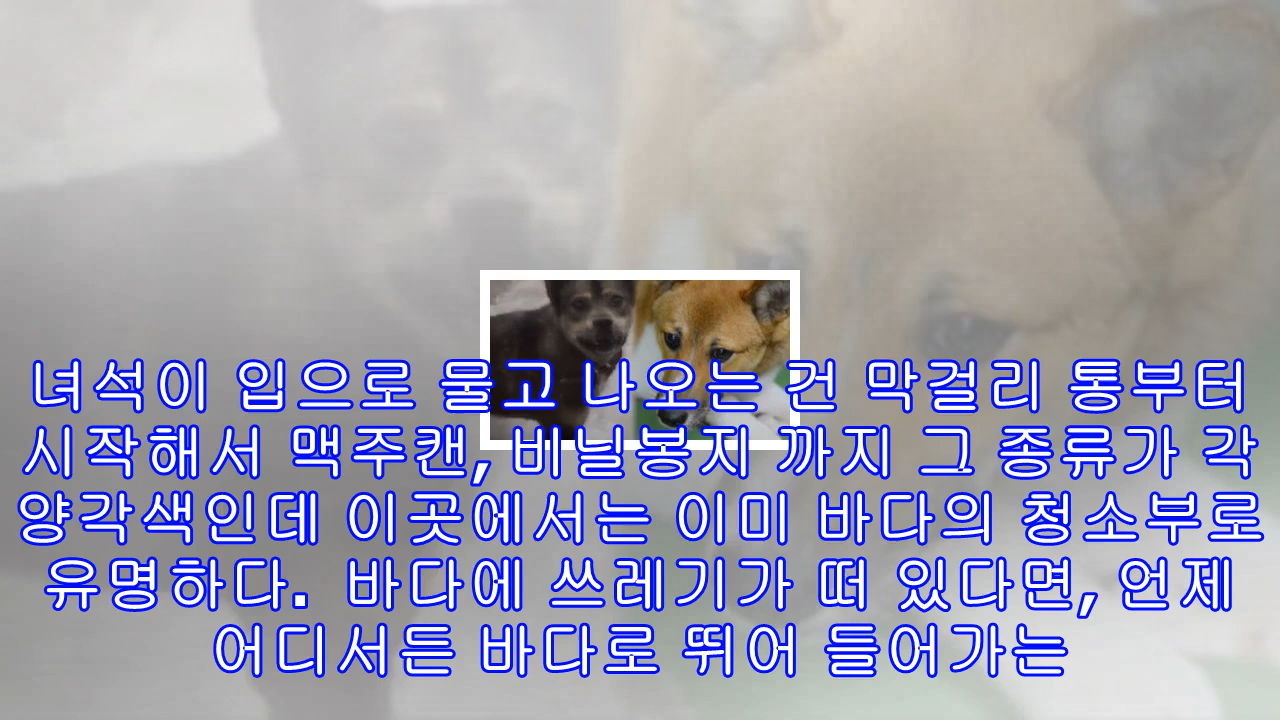 녀석이 입으로 물고 나오는 건 막걸리 통부터
시작해서 맥주캔, 비닐봉지 까지 그 종류가 각
양각색인데 이곳에서는 이미 바다의 청소부로
유명하다. 바다에 쓰레기가 떠 있다면, 언제
어디서든 바다로 뛰어 들어가는